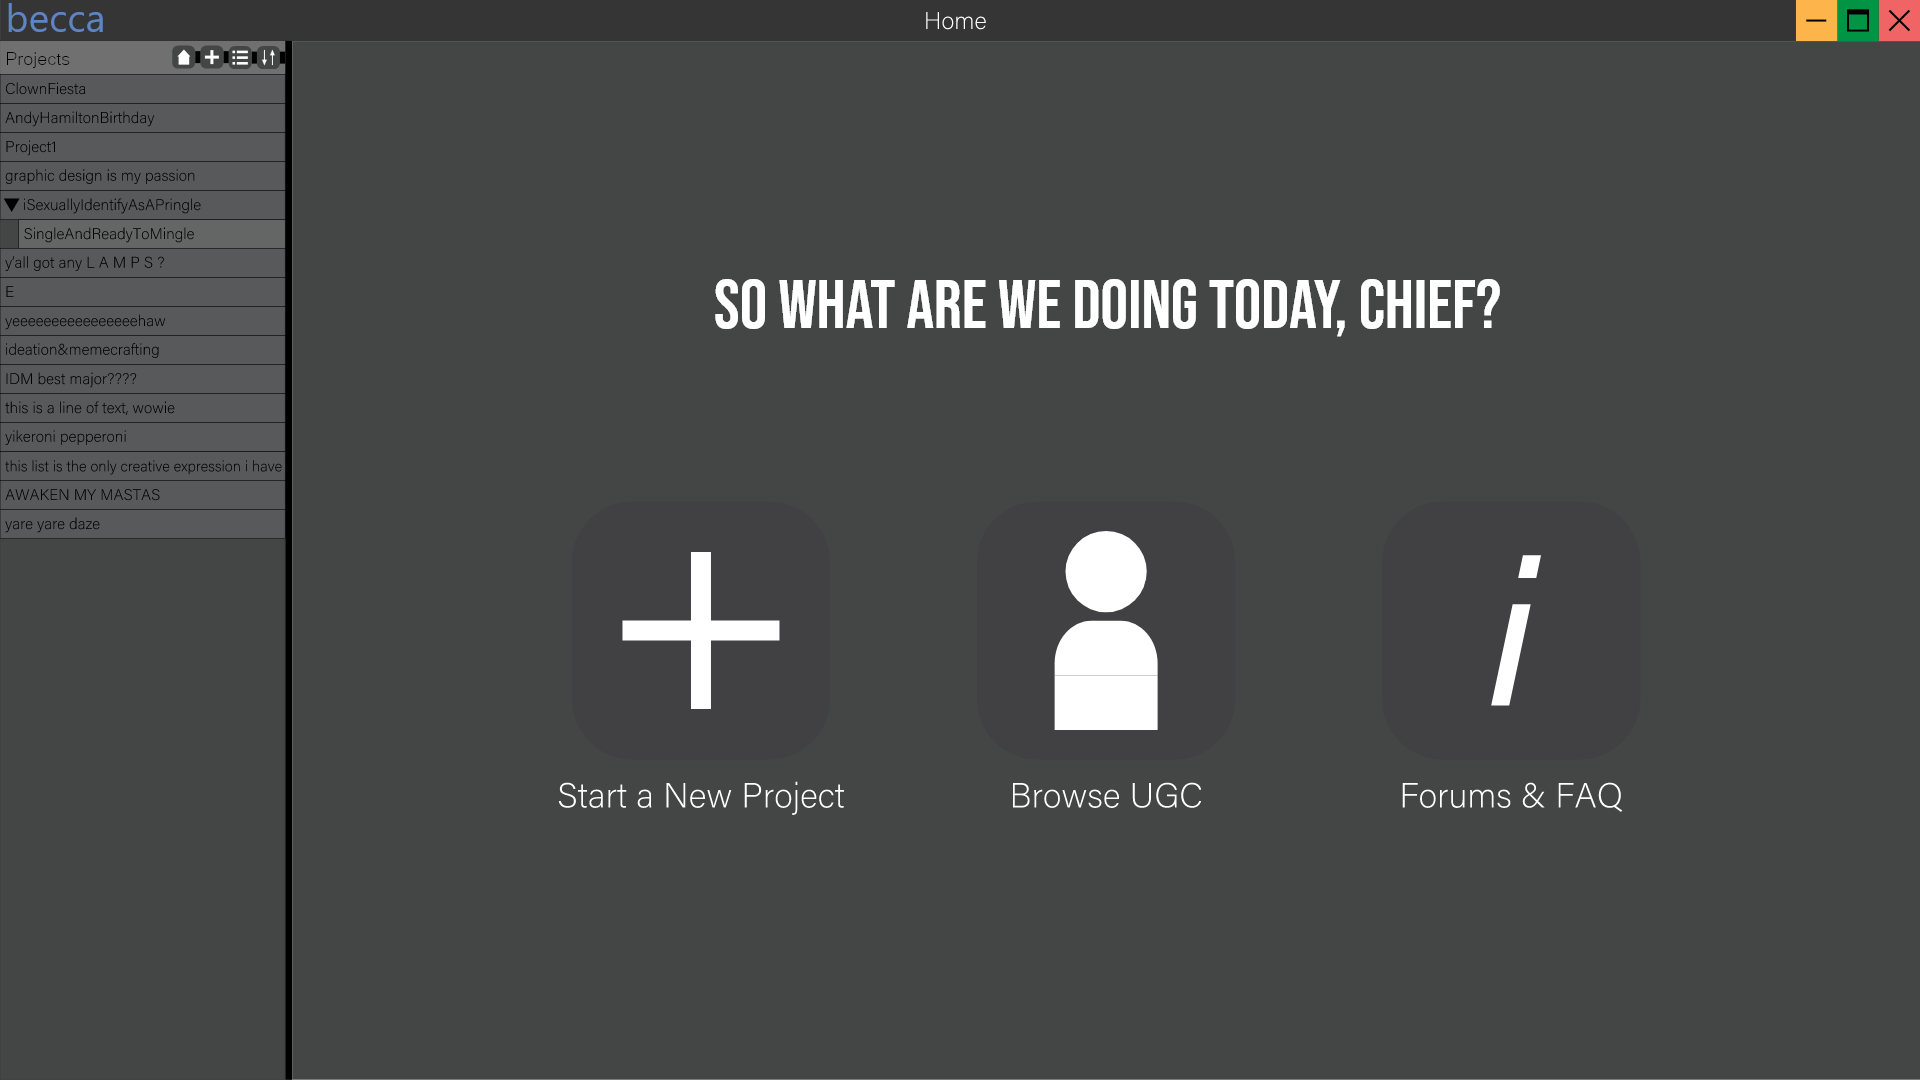 becca
Home
Projects
ClownFiesta
AndyHamiltonBirthday
Project1
graphic design is my passion
iSexuallyIdentifyAsAPringle
SingleAndReadyToMingle
y'all got any L A M P S ?
E
yeeeeeeeeeeeeeeeehaw
ideation&memecrafting
IDM best major????
this is a line of text, wowie
yikeroni pepperoni
this list is the only creative expression i have
AWAKEN MY MASTAS
yare yare daze
SO WHAT ARE WE DOING TODAY, CHIEF?
Start a New Project
Browse UGC
i
Forums & FAQ